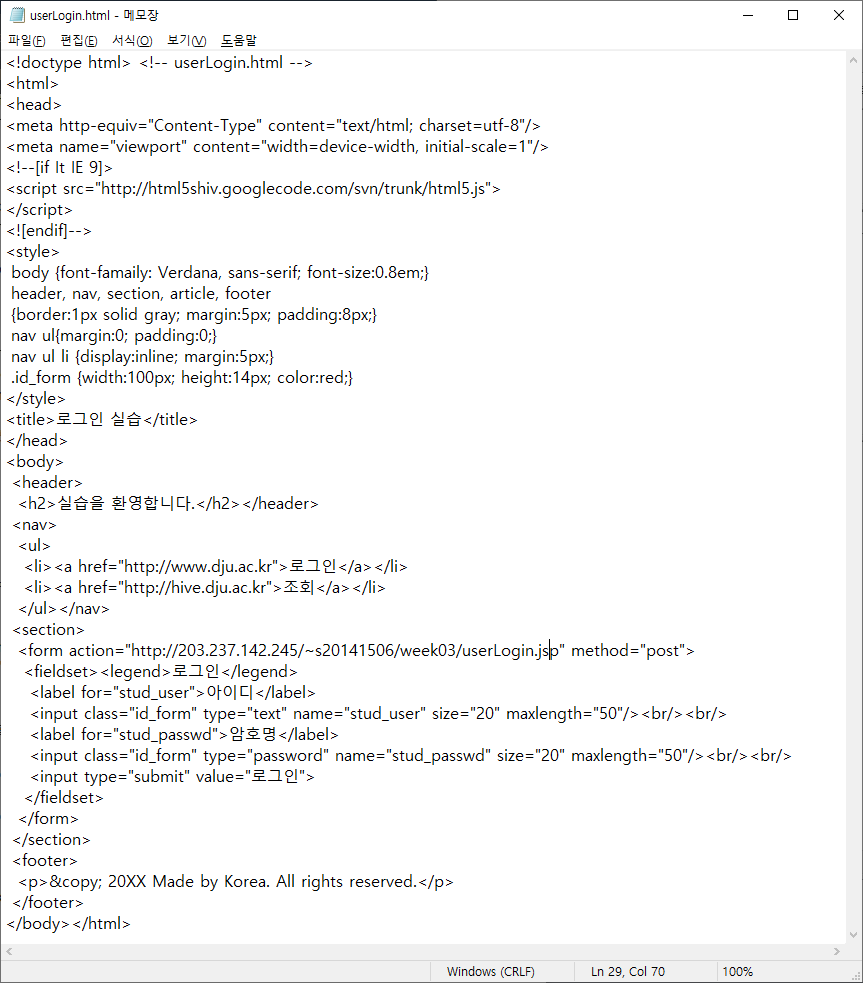 userLogin.html - 메모장
파일(F) 편집(E) 서식(O) 보기(V) 도움말
<!doctype html> <!-- userLogin.html -->
<html>
<head>
<meta http-equiv="Content-Type" content="text/html; charset=utf-8"/>
<meta name="viewport" content="width=device-width, initial-scale=1"/>
<!--[if lt IE 9]>
<script src="http://html5shiv.googlecode.com/svn/trunk/html5.js">
</script>
<![endif]-->
<style>
 body {font-famaily: Verdana, sans-serif; font-size:0.8em;}
 header, nav, section, article, footer
 {border:1px solid gray; margin:5px; padding:8px;}
 nav ul{margin:0; padding:0;}
 nav ul li {display:inline; margin:5px;}
 .id_form {width:100px; height:14px; color:red;}
</style>
<title>로그인 실습</title>
</head>
<body>
 <header>
  <h2>실습을 환영합니다.</h2></header>
 <nav>
  <ul>
   <li><a href="http://www.dju.ac.kr">로그인</a></li>
   <li><a href="http://hive.dju.ac.kr">조회</a></li>
  </ul></nav>
 <section>
  <form action="http://203.237.142.245/~s20141506/week03/userLogin.jsp" method="post">
   <fieldset><legend>로그인</legend>
    <label for="stud_user">아이디</label>
    <input class="id_form" type="text" name="stud_user" size="20" maxlength="50"/><br/><br/>
    <label for="stud_passwd">암호명</label>
    <input class="id_form" type="password" name="stud_passwd" size="20" maxlength="50"/><br/><br/>
    <input type="submit" value="로그인">
   </fieldset>
  </form>
 </section>
 <footer>
  <p>&copy; 20XX Made by Korea. All rights reserved.</p>
 </footer>
</body></html>
Windows (CRLF) Ln 29, Col 70 100%